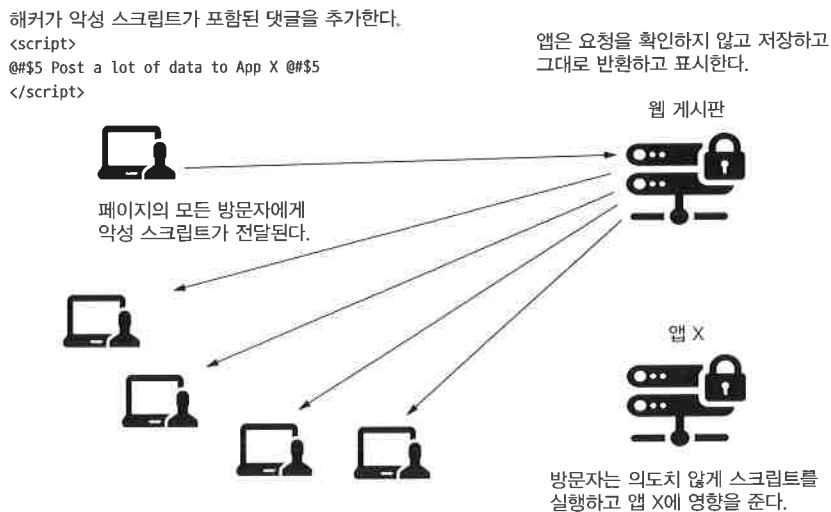 해커가 악성 스크립트가 포함된 댓글을 추가한다.
<script>
@#$5 Post a lot of data to App X @#$5
</script>
앱은 요청을 확인하지 않고 저장하고
그대로 반환하고 표시한다.
웹 게시판
페이지의 모든 방문자에게
악성 스크립트가 전달된다.
앱 X
방문자는 의도치 않게 스크립트를
실행하고 앱 X에 영향을 준다.